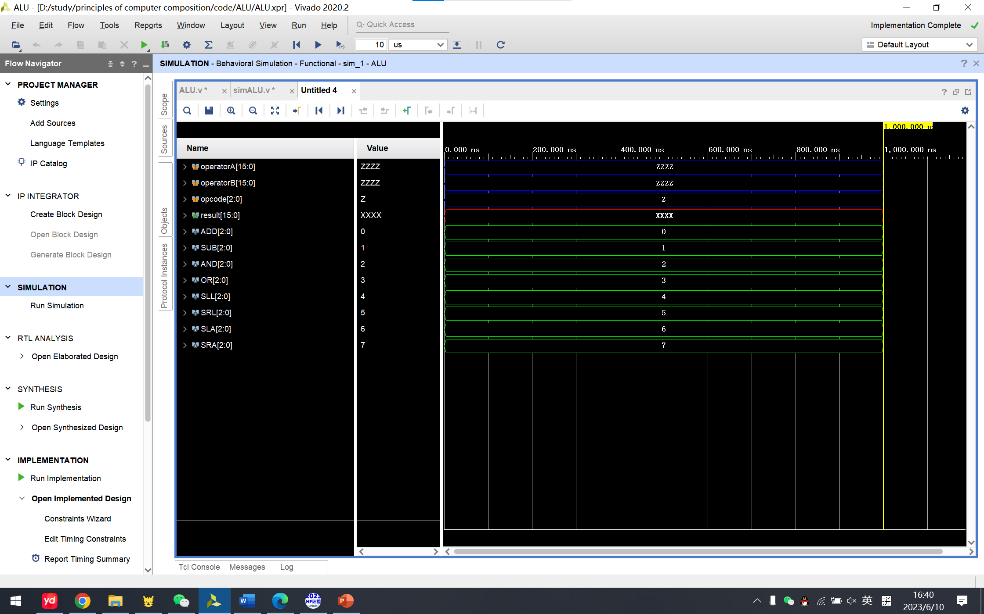 ALU - [D:/study/principles of computer composition/code/ALU/ALU.xpr] - Vivado 2020.2
File Edit Flow Tools Reports Window Layout View Run Help Quick Access Implementation Complete
10 us Default Layout
Flow Navigator
SIMULATION - Behavioral Simulation - Functional - sim_1 - ALU
PROJECT MANAGER
Settings
Add Sources
Language Templates
IP Catalog
IP INTEGRATOR
Create Block Design
Open Block Design
Generate Block Design
SIMULATION
Run Simulation
RTL ANALYSIS
Open Elaborated Design
SYNTHESIS
Run Synthesis
Open Synthesized Design
IMPLEMENTATION
Run Implementation
Open Implemented Design
Constraints Wizard
Edit Timing Constraints
Report Timing Summary
Scope
Sources
Objects
Protocol Instances
ALU.v * simALU.v * Untitled 4
Name Value
0.000 ns 200.000 ns 400.000 ns 600.000 ns 800.000 ns 1,000.000 ns
operatorA[15:0] ZZZZ ZZZZ
operatorB[15:0] ZZZZ ZZZZ
opcode[2:0] Z Z
result[15:0] XXXX XXXX
ADD[2:0] 0 0
SUB[2:0] 1 1
AND[2:0] 2 2
OR[2:0] 3 3
SLL[2:0] 4 4
SRL[2:0] 5 5
SLA[2:0] 6 6
SRA[2:0] 7 7
Tcl Console Messages Log
yd
英
16:40
2023/6/10